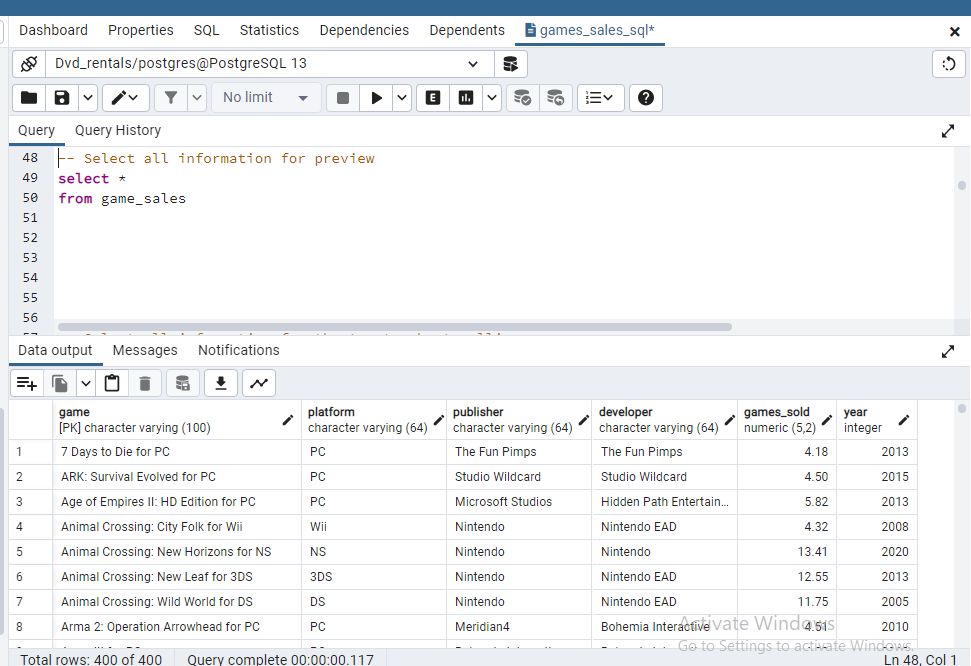 Dashboard Properties SQL Statistics Dependencies Dependents games_sales_sql*
Dvd_rentals/postgres@PostgreSQL 13
No limit
E
Query Query History
48 -- Select all information for preview
49 select *
50 from game_sales
51
52
53
54
55
56
Data output Messages Notifications
game platform publisher developer games_sold year
[PK] character varying (100) character varying (64) character varying (64) character varying (64) numeric (5,2) integer
1 7 Days to Die for PC PC The Fun Pimps The Fun Pimps 4.18 2013
2 ARK: Survival Evolved for PC PC Studio Wildcard Studio Wildcard 4.50 2015
3 Age of Empires II: HD Edition for PC PC Microsoft Studios Hidden Path Entertain... 5.82 2013
4 Animal Crossing: City Folk for Wii Wii Nintendo Nintendo EAD 4.32 2008
5 Animal Crossing: New Horizons for NS NS Nintendo Nintendo 13.41 2020
6 Animal Crossing: New Leaf for 3DS 3DS Nintendo Nintendo EAD 12.55 2013
7 Animal Crossing: Wild World for DS DS Nintendo Nintendo EAD 11.75 2005
8 Arma 2: Operation Arrowhead for PC PC Meridian4 Bohemia Interactive 4.51 2010
Activate Windows
Go to Settings to activate Windows.
Total rows: 400 of 400 Query complete 00:00:00.117 Ln 48, Col 1